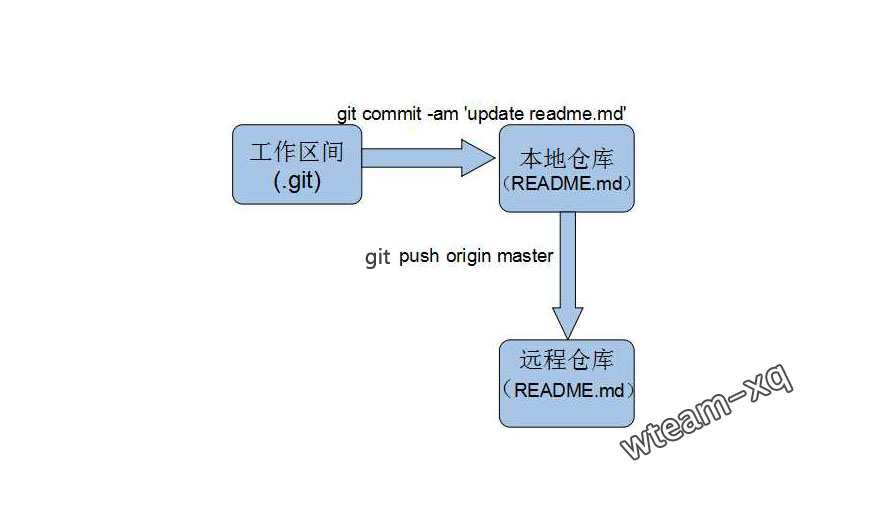 git commit -am 'update readme.md'
工作区间
(.git)
本地仓库
（README.md）
git push origin master
远程仓库
（README.md）
wteam-xq